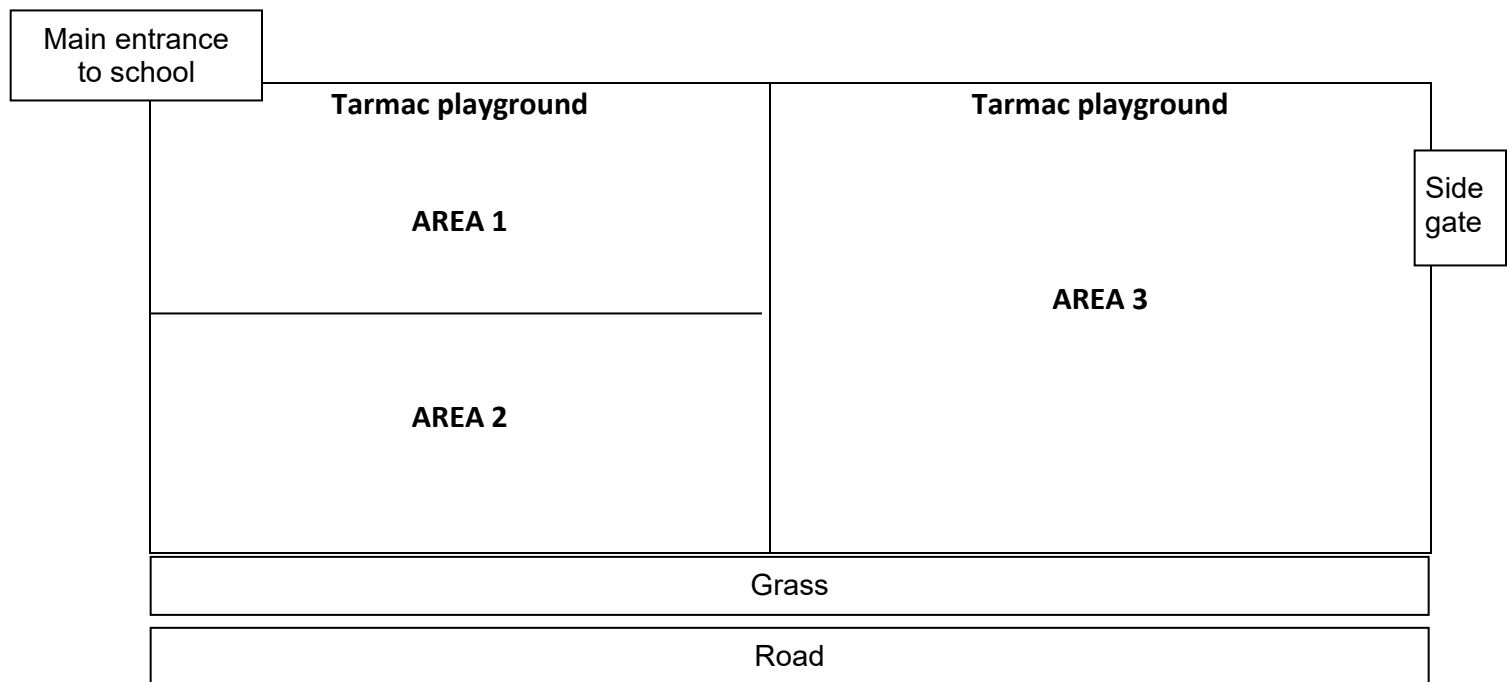 Main entrance
to school
Tarmac playground
Tarmac playground
Side
gate
AREA 1
AREA 3
AREA 2
Grass
Road